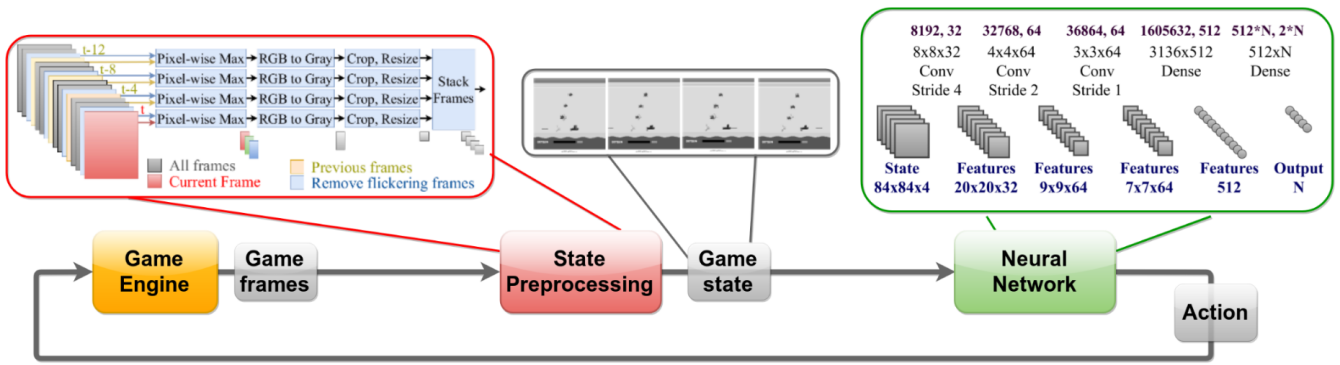 t-12
Pixel-wise Max RGB to Gray Crop, Resize
t-8
Pixel-wise Max RGB to Gray Crop, Resize
t-4
Pixel-wise Max RGB to Gray Crop, Resize
t
Pixel-wise Max RGB to Gray Crop, Resize
Stack
Frames
All frames
Previous frames
Current Frame
Remove flickering frames
8192, 32 32768, 64 36864, 64 1605632, 512 512*N, 2*N
8x8x32 4x4x64 3x3x64 3136x512 512xN
Conv Conv Conv Dense Dense
Stride 4 Stride 2 Stride 1
State Features Features Features Features Output
84x84x4 20x20x32 9x9x64 7x7x64 512 N
Game
Engine
Game
frames
State
Preprocessing
Game
state
Neural
Network
Action